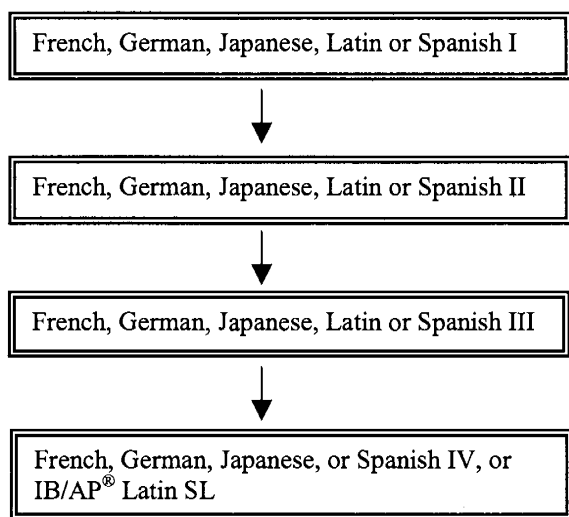 French, German, Japanese, Latin or Spanish I
French, German, Japanese, Latin or Spanish II
French, German, Japanese, Latin or Spanish III
French, German, Japanese, or Spanish IV, or
IB/AP® Latin SL